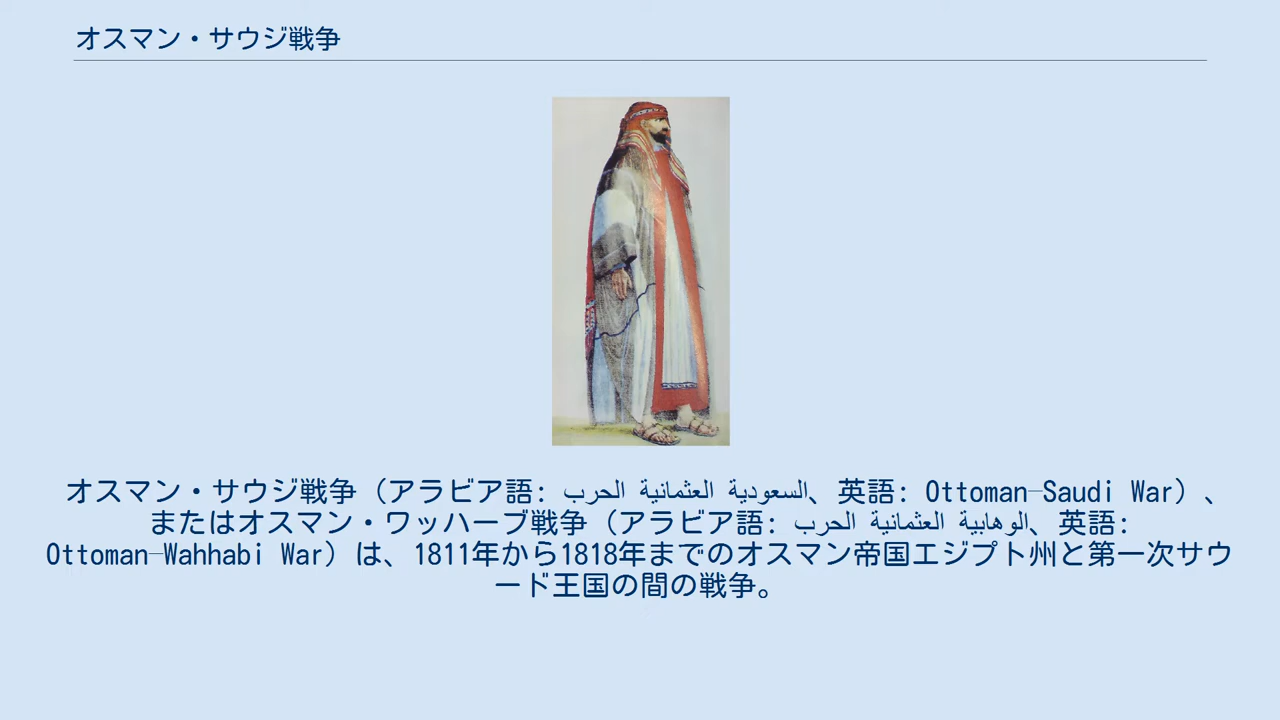 オスマン・サウジ戦争
オスマン・サウジ戦争（アラビア語: الحرب العثمانية السعودية、英語: Ottoman–Saudi War）、
またはオスマン・ワッハーブ戦争（アラビア語: الحرب العثمانية الوهابية、英語:
Ottoman–Wahhabi War）は、1811年から1818年までのオスマン帝国エジプト州と第一次サウ
ード王国の間の戦争。